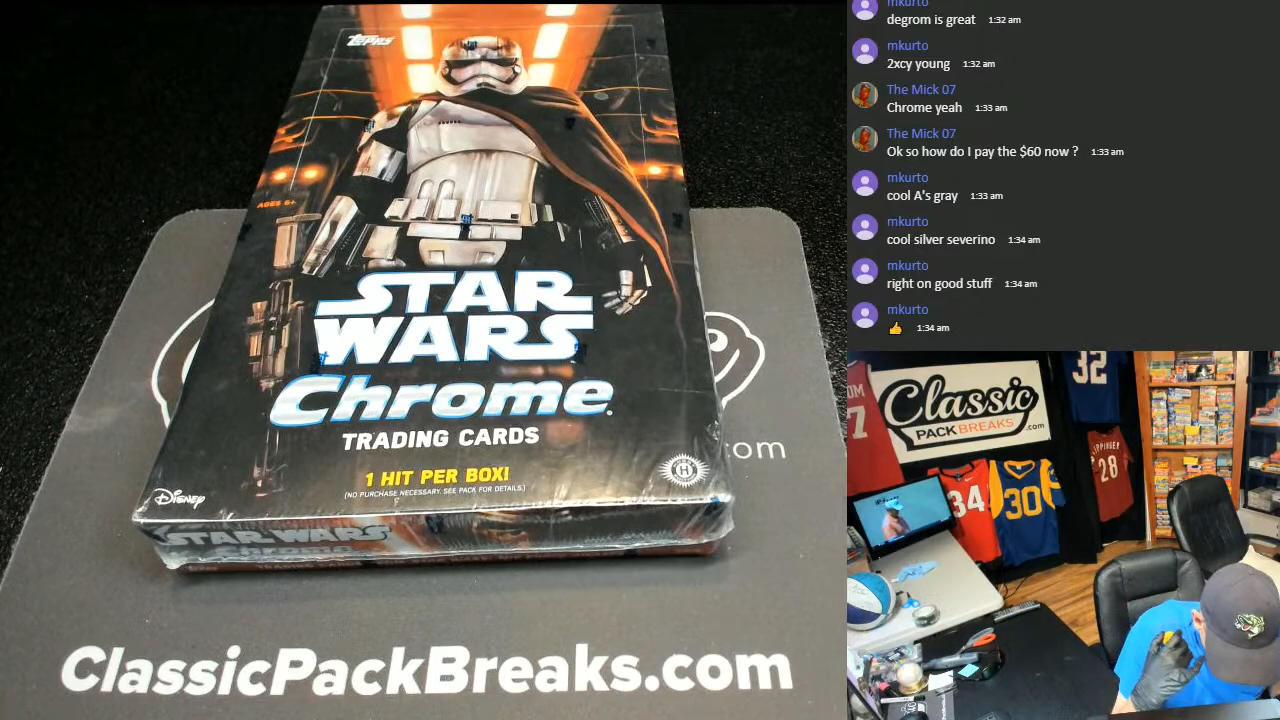 TOPPS
AGES 6+
STAR
WARS
Chrome
TRADING CARDS
1 HIT PER BOX!
(NO PURCHASE NECESSARY. SEE PACK FOR DETAILS.)
DISNEY
H
STAR WARS
Chrome
com
ClassicPackBreaks.com
mkurto
degrom is great 1:32 am
mkurto
2xcy young 1:32 am
The Mick 07
Chrome yeah 1:33 am
The Mick 07
Ok so how do I pay the $60 now ? 1:33 am
mkurto
cool A's gray 1:33 am
mkurto
cool silver severino 1:34 am
mkurto
right on good stuff 1:34 am
mkurto
👍 1:34 am
Classic
PACK BREAKS.com
32
7
34
30
28